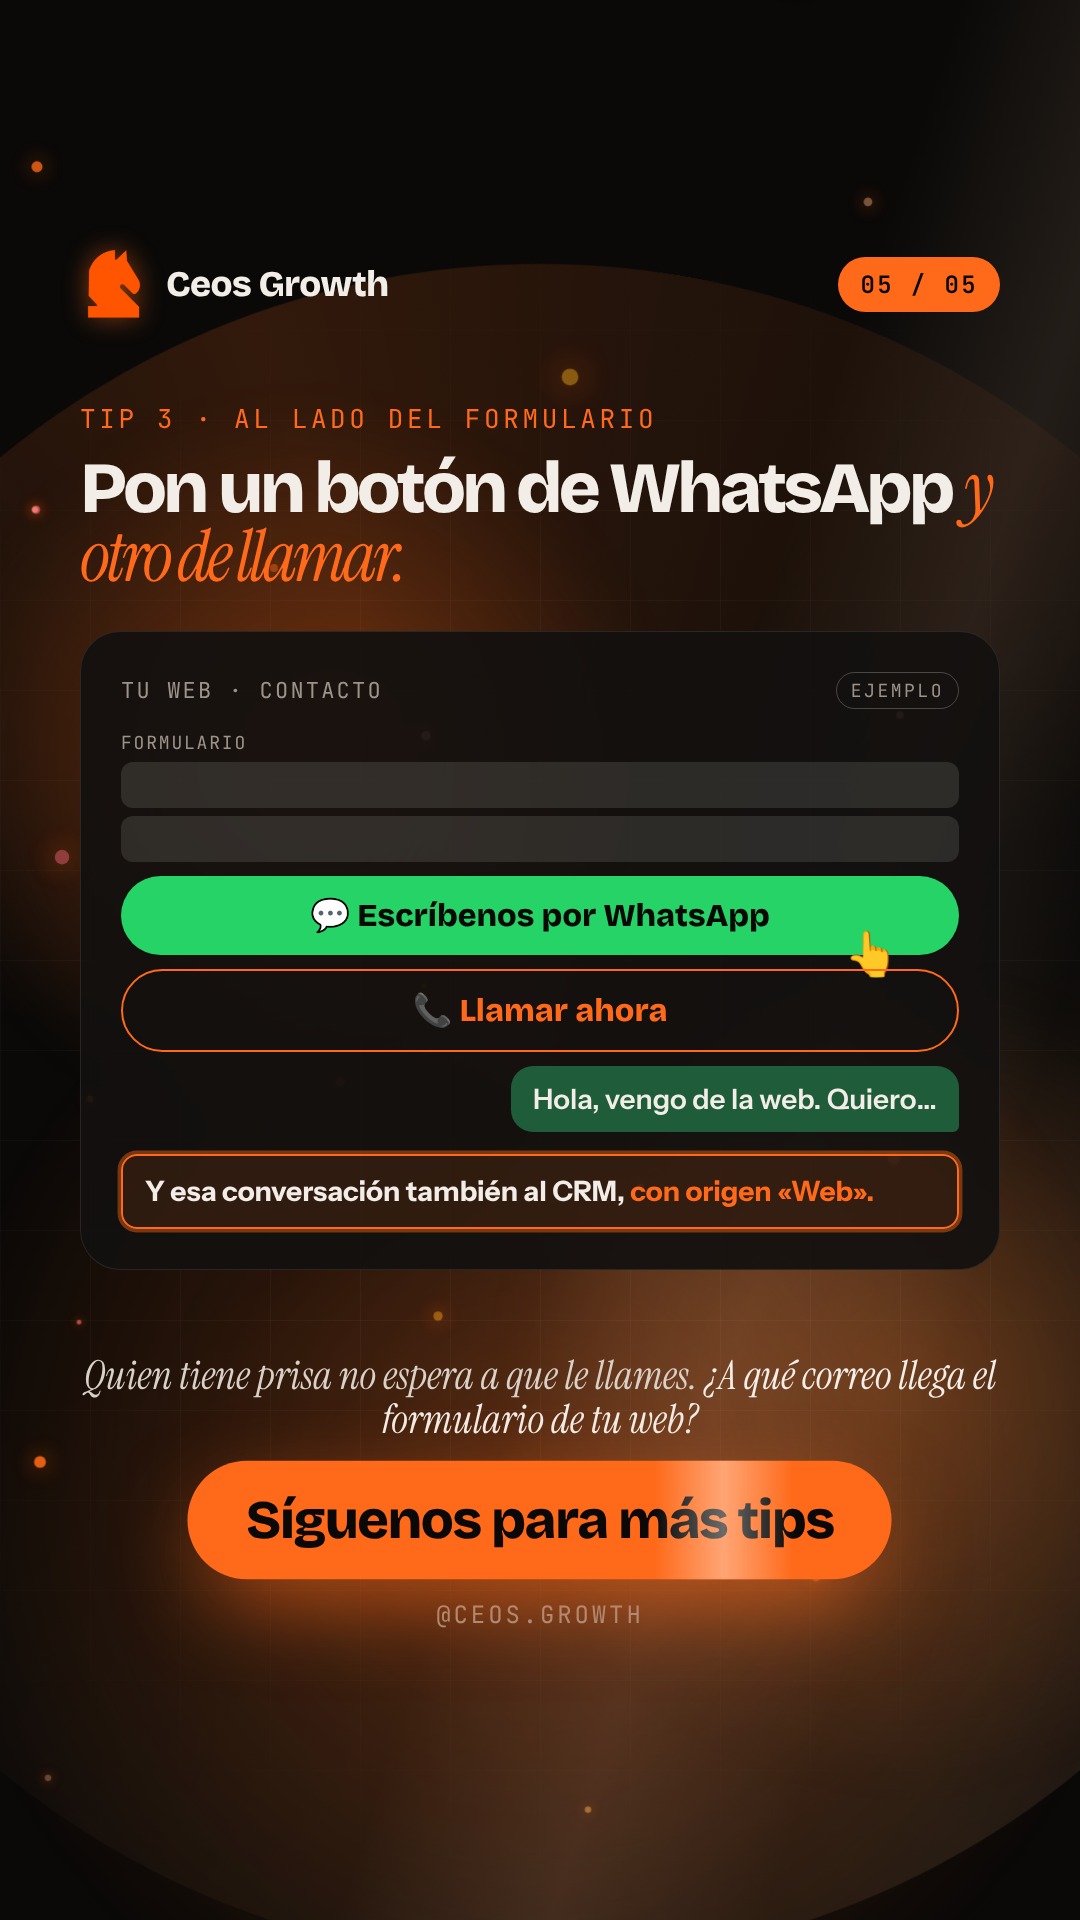 Ceos Growth
05 / 05
TIP 3 · AL LADO DEL FORMULARIO
Pon un botón de WhatsApp y
otro de llamar.
TU WEB · CONTACTO
EJEMPLO
FORMULARIO
💬 Escríbenos por WhatsApp
📞 Llamar ahora
Hola, vengo de la web. Quiero...
Y esa conversación también al CRM, con origen «Web».
Quien tiene prisa no espera a que le llames. ¿A qué correo llega el
formulario de tu web?
Síguenos para más tips
@CEOS.GROWTH